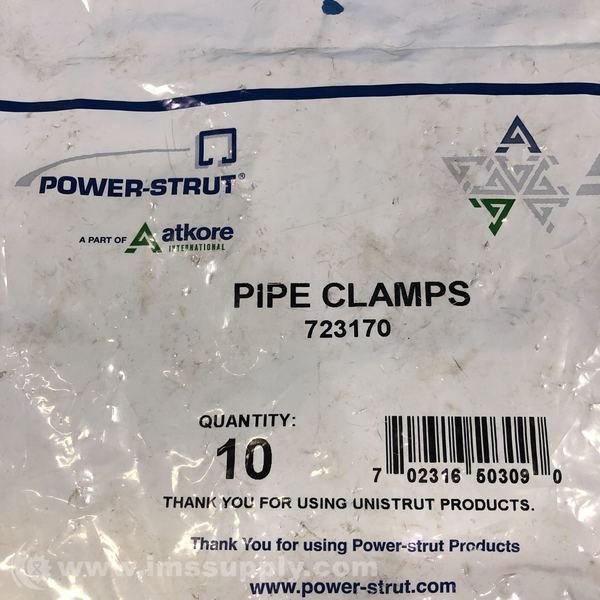 POWER-STRUT®
A PART OF atkore
INTERNATIONAL
PIPE CLAMPS
723170
QUANTITY:
10
7 02316 50309 0
THANK YOU FOR USING UNISTRUT PRODUCTS.
Thank You for using Power-strut Products
www.imssupply.com
www.power-strut.com